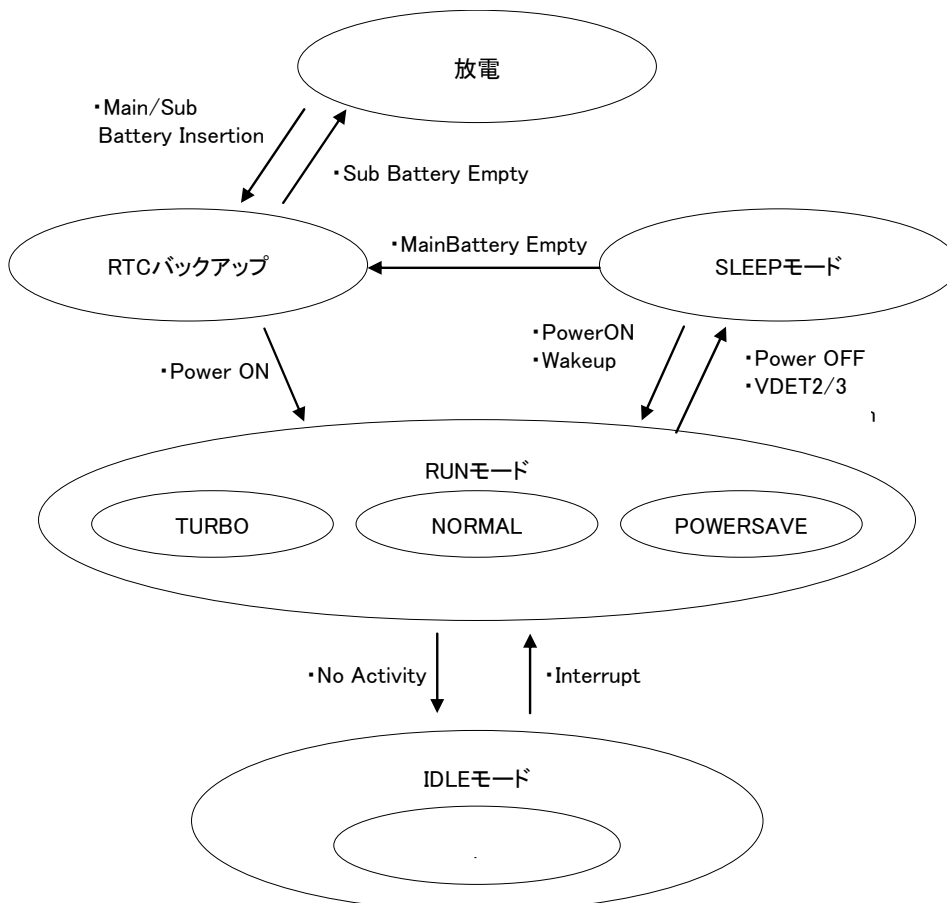 放電
・Main/Sub
Battery Insertion
・Sub Battery Empty
RTCバックアップ
・MainBattery Empty
SLEEPモード
・Power ON
・PowerON
・Wakeup
・Power OFF
・VDET2/3
RUNモード
TURBO
NORMAL
POWERSAVE
・No Activity
・Interrupt
IDLEモード